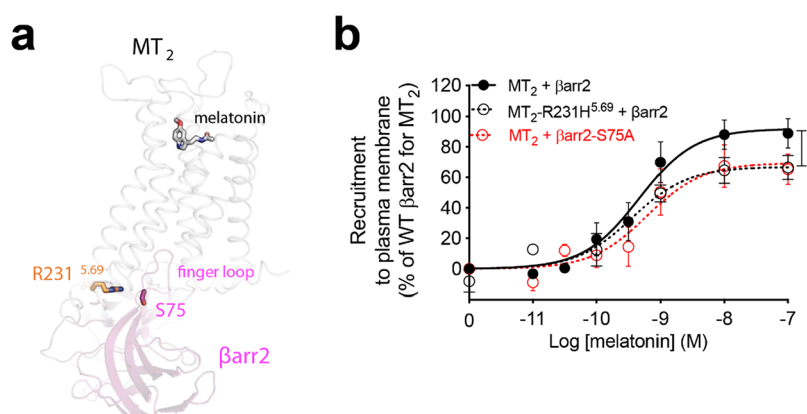 a
MT2
melatonin
R231 5.69
finger loop
S75
βarr2
b
Recruitment
to plasma membrane
(% of WT βarr2 for MT2)
120
100
80
60
40
20
0
MT2 + βarr2
MT2-R231H5.69 + βarr2
MT2 + βarr2-S75A
0 -11 -10 -9 -8 -7
Log [melatonin] (M)